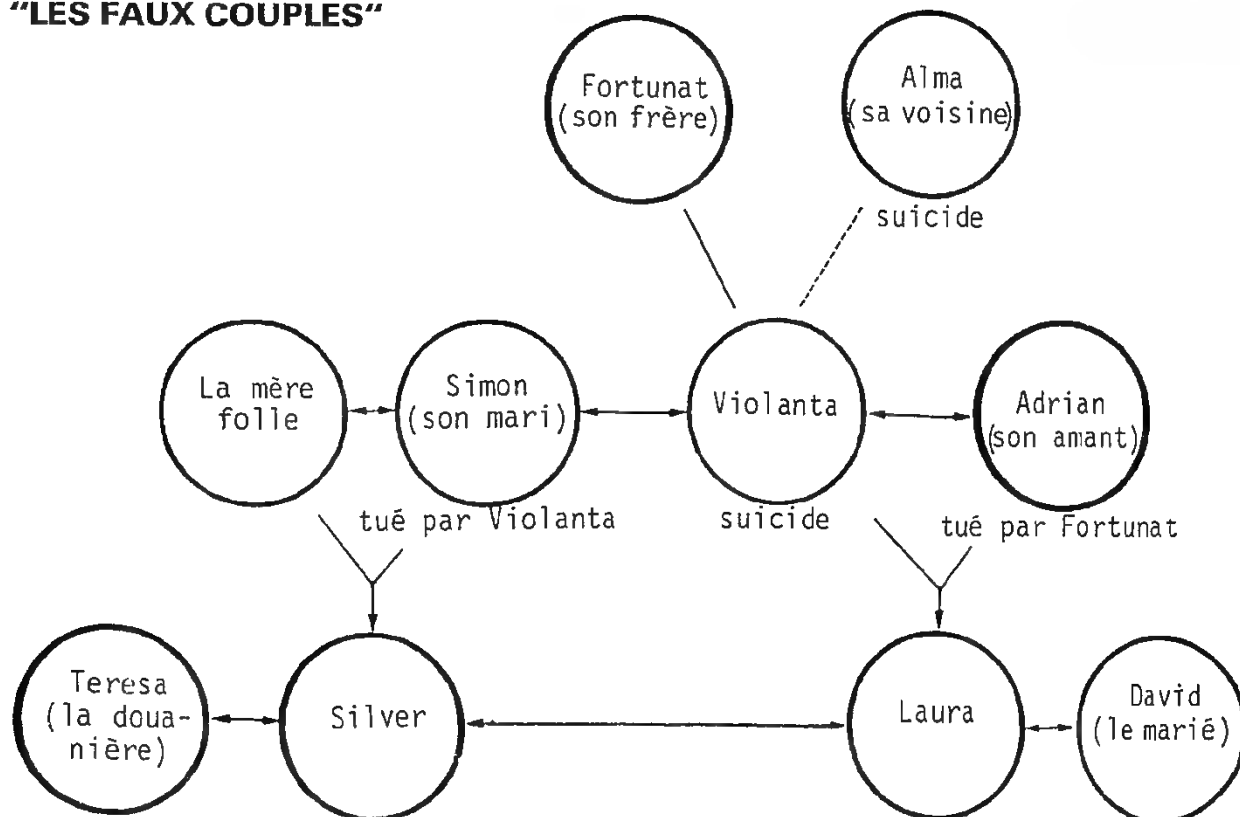 "LES FAUX COUPLES"
Fortunat
(son frère)
Alma
(sa voisine)
suicide
La mère
folle
Simon
(son mari)
Violanta
Adrian
(son amant)
tué par Violanta
suicide
tué par Fortunat
Teresa
(la doua-
nière)
Silver
Laura
David
(le marié)